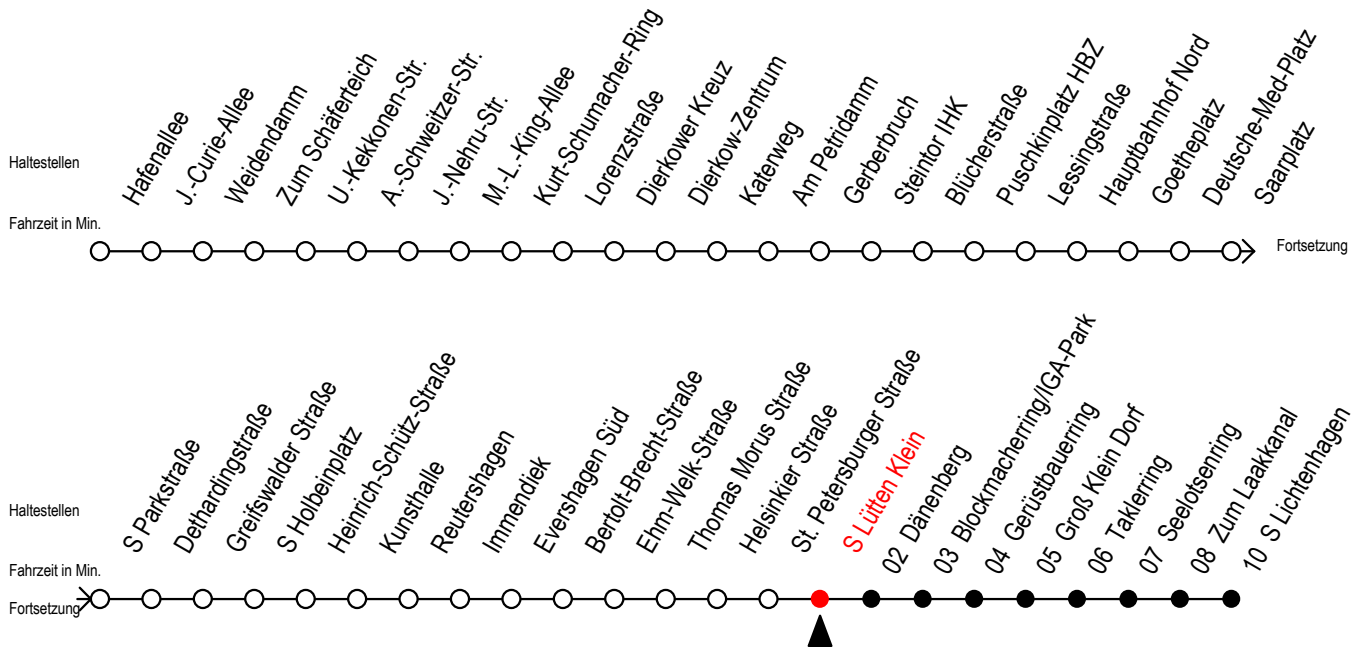 Haltestellen
Hafenallee
J.-Curie-Allee
Weidendamm
Zum Schäferteich
U.-Kekkonen-Str.
A.-Schweitzer-Str.
J.-Nehru-Str.
M.-L.-King-Allee
Kurt-Schumacher-Ring
Lorenzstraße
Dierkower Kreuz
Dierkow-Zentrum
Katerweg
Am Petridamm
Gerberbruch
Steintor IHK
Blücherstraße
Puschkinplatz HBZ
Lessingstraße
Hauptbahnhof Nord
Goetheplatz
Deutsche-Med-Platz
Saarplatz
Fahrzeit in Min.
Fortsetzung
Haltestellen
S Parkstraße
Dethardingstraße
Greifswalder Straße
S Holbeinplatz
Heinrich-Schütz-Straße
Kunsthalle
Reutershagen
Immendiek
Evershagen Süd
Bertolt-Brecht-Straße
Ehm-Welk-Straße
Thomas Morus Straße
Helsinkier Straße
St. Petersburger Straße
S Lütten Klein
02 Dänenberg
03 Blockmacherring/IGA-Park
04 Gerüstbauerring
05 Groß Klein Dorf
06 Taklerring
07 Seelotsenring
08 Zum Laakkanal
10 S Lichtenhagen
Fahrzeit in Min.
Fortsetzung